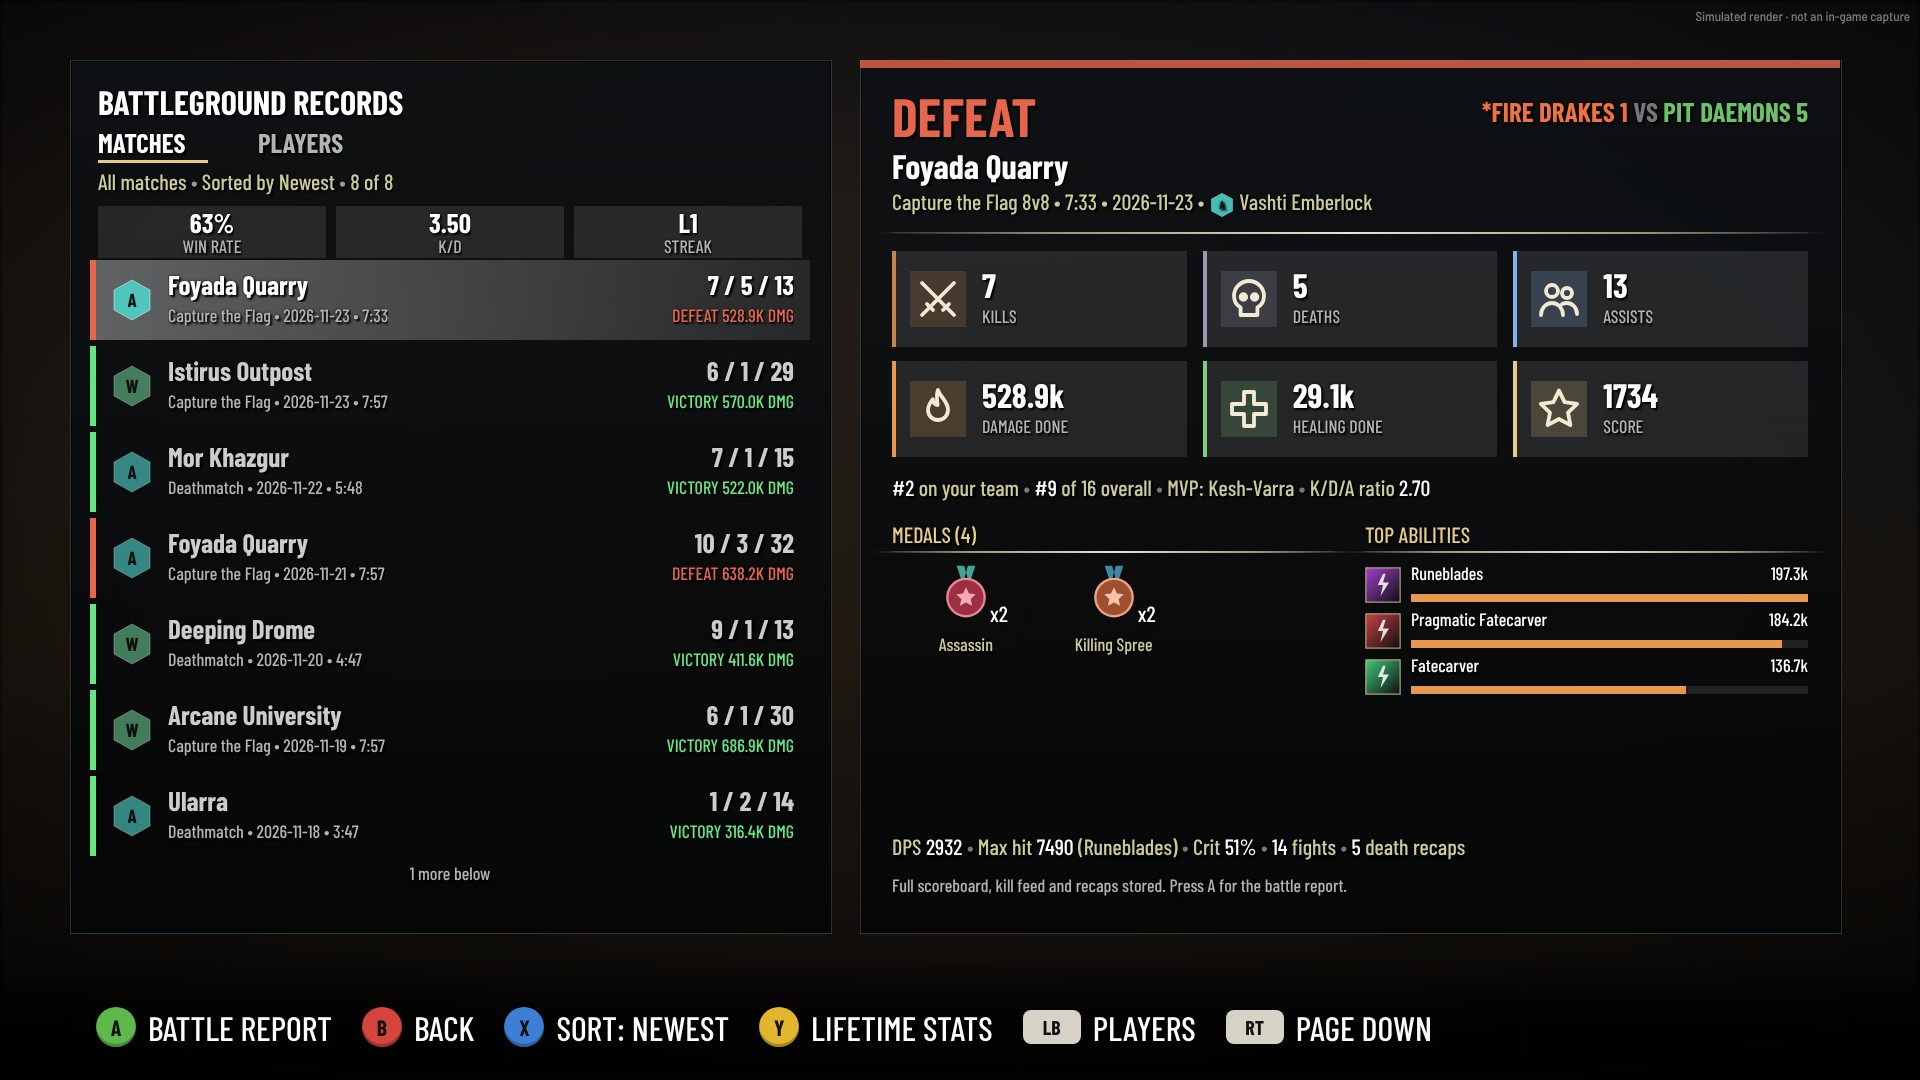 Simulated render · not an in-game capture
BATTLEGROUND RECORDS
MATCHES PLAYERS
All matches • Sorted by Newest • 8 of 8
63% 3.50 L1
WIN RATE K/D STREAK
A Foyada Quarry 7 / 5 / 13
Capture the Flag • 2026-11-23 • 7:33 DEFEAT 528.9K DMG
W Istirus Outpost 6 / 1 / 29
Capture the Flag • 2026-11-23 • 7:57 VICTORY 570.0K DMG
A Mor Khazgur 7 / 1 / 15
Deathmatch • 2026-11-22 • 5:48 VICTORY 522.0K DMG
A Foyada Quarry 10 / 3 / 32
Capture the Flag • 2026-11-21 • 7:57 DEFEAT 638.2K DMG
W Deeping Drome 9 / 1 / 13
Deathmatch • 2026-11-20 • 4:47 VICTORY 411.6K DMG
W Arcane University 6 / 1 / 30
Capture the Flag • 2026-11-19 • 7:57 VICTORY 686.9K DMG
A Ularra 1 / 2 / 14
Deathmatch • 2026-11-18 • 3:47 VICTORY 316.4K DMG
1 more below
DEFEAT *FIRE DRAKES 1 VS PIT DAEMONS 5
Foyada Quarry
Capture the Flag 8v8 • 7:33 • 2026-11-23 • Vashti Emberlock
7 5 13
KILLS DEATHS ASSISTS
528.9k 29.1k 1734
DAMAGE DONE HEALING DONE SCORE
#2 on your team • #9 of 16 overall • MVP: Kesh-Varra • K/D/A ratio 2.70
MEDALS (4) TOP ABILITIES
x2 x2
Assassin Killing Spree
Runeblades 197.3k
Pragmatic Fatecarver 184.2k
Fatecarver 136.7k
DPS 2932 • Max hit 7490 (Runeblades) • Crit 51% • 14 fights • 5 death recaps
Full scoreboard, kill feed and recaps stored. Press A for the battle report.
A BATTLE REPORT B BACK X SORT: NEWEST Y LIFETIME STATS LB PLAYERS RT PAGE DOWN